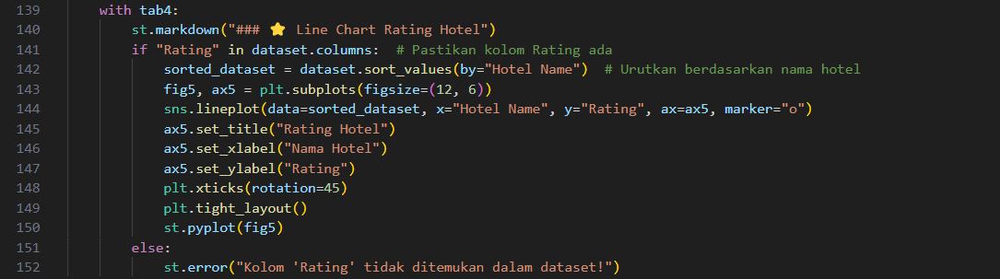 139 with tab4:
140 st.markdown("### ⭐ Line Chart Rating Hotel")
141 if "Rating" in dataset.columns:  # Pastikan kolom Rating ada
142 sorted_dataset = dataset.sort_values(by="Hotel Name")  # Urutkan berdasarkan nama hotel
143 fig5, ax5 = plt.subplots(figsize=(12, 6))
144 sns.lineplot(data=sorted_dataset, x="Hotel Name", y="Rating", ax=ax5, marker="o")
145 ax5.set_title("Rating Hotel")
146 ax5.set_xlabel("Nama Hotel")
147 ax5.set_ylabel("Rating")
148 plt.xticks(rotation=45)
149 plt.tight_layout()
150 st.pyplot(fig5)
151 else:
152 st.error("Kolom 'Rating' tidak ditemukan dalam dataset!")